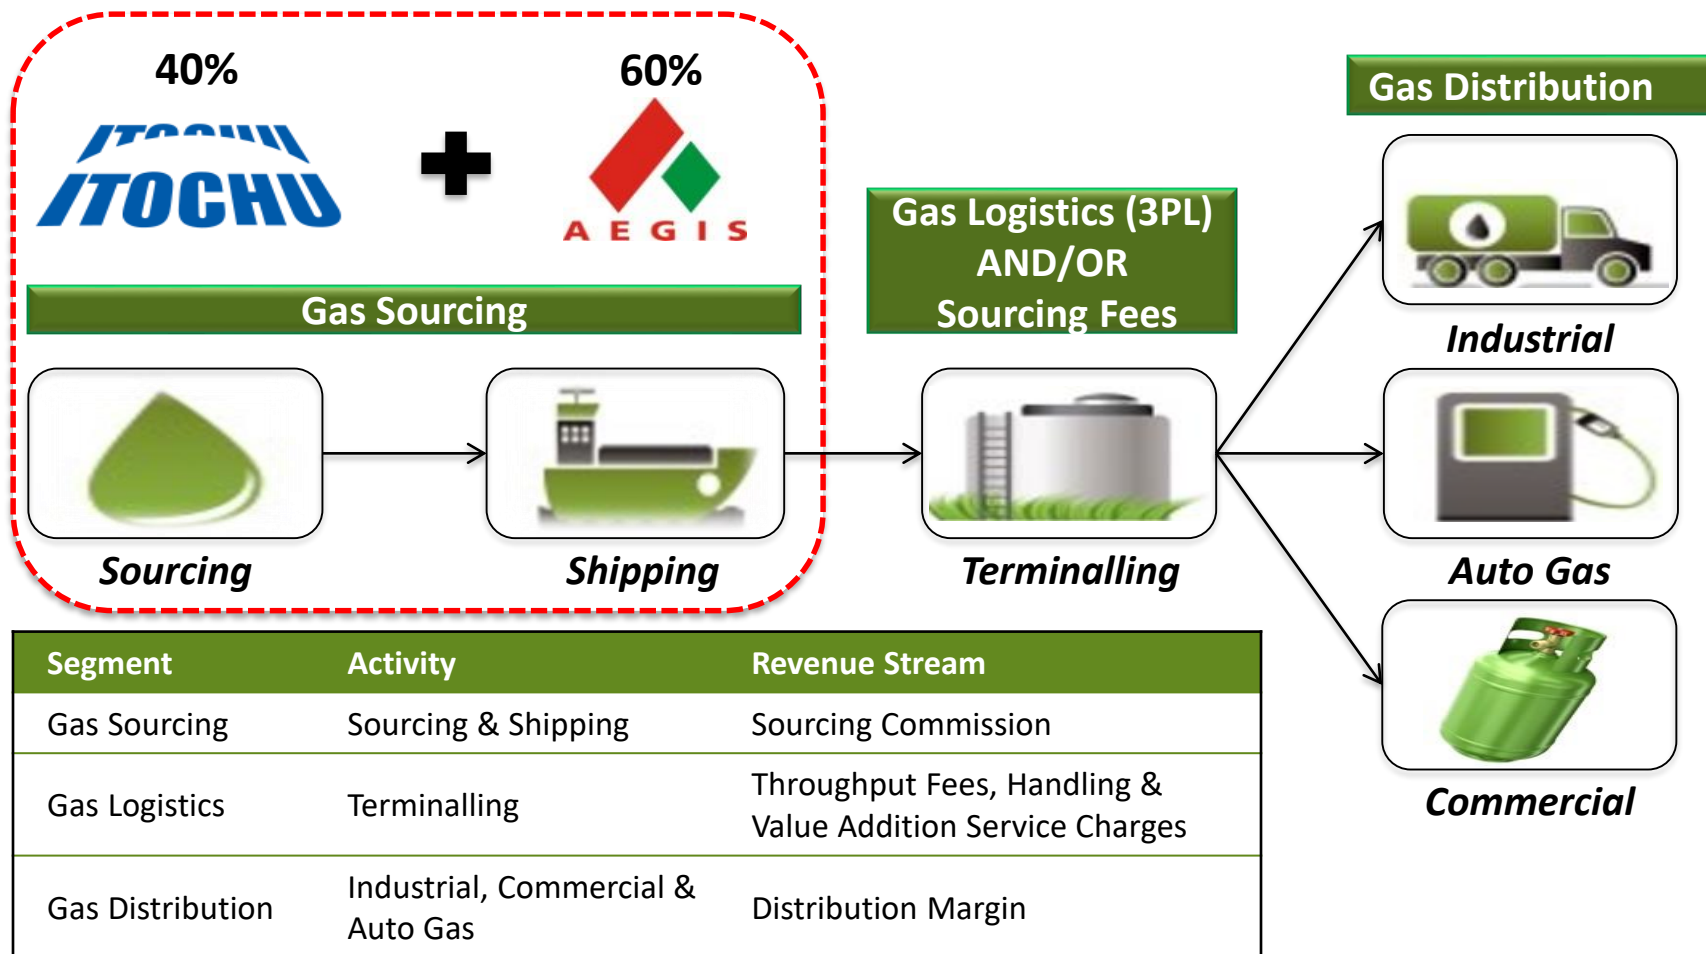 40%
60%
ITOCHU
ITOCHU
AEGIS
Gas Sourcing
Sourcing
Shipping
Gas Logistics (3PL)
AND/OR
Sourcing Fees
Terminalling
Gas Distribution
Industrial
Auto Gas
Commercial
Segment Activity Revenue Stream
Gas Sourcing Sourcing & Shipping Sourcing Commission
Gas Logistics Terminalling Throughput Fees, Handling &
Value Addition Service Charges
Gas Distribution Industrial, Commercial &
Auto Gas Distribution Margin